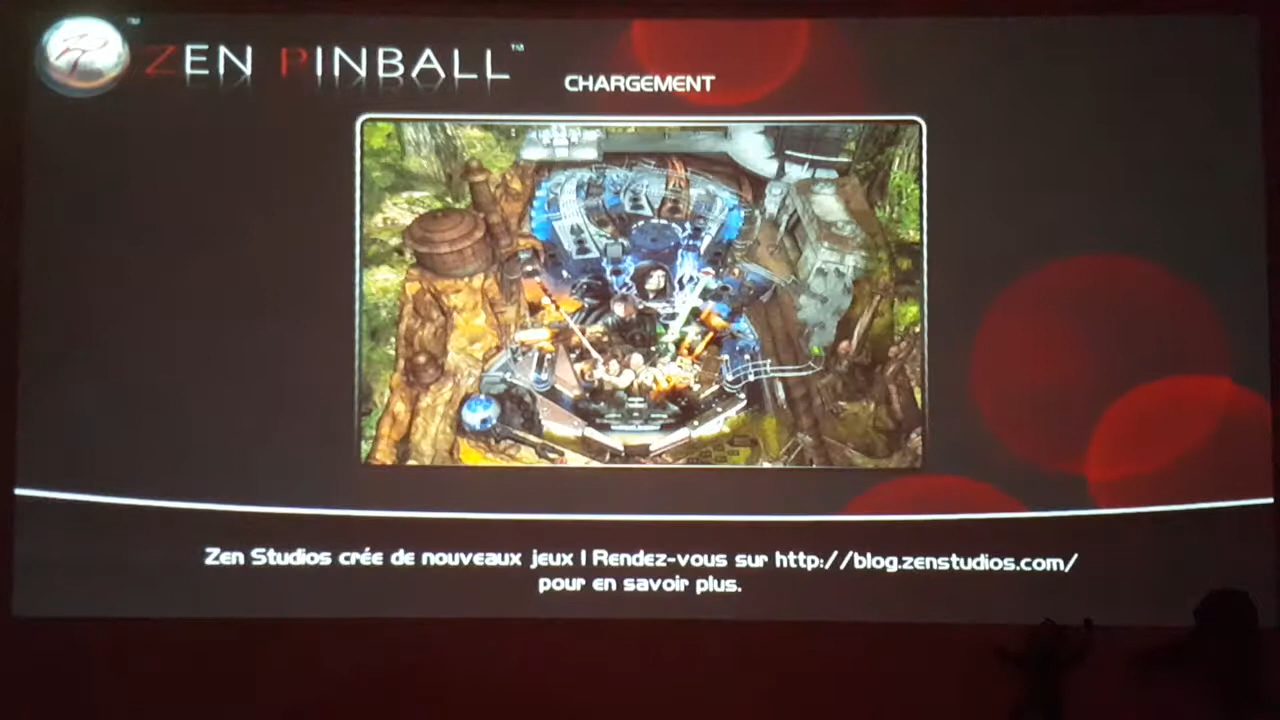 ZEN PINBALL™
CHARGEMENT
Zen Studios crée de nouveaux jeux ! Rendez-vous sur http://blog.zenstudios.com/
pour en savoir plus.